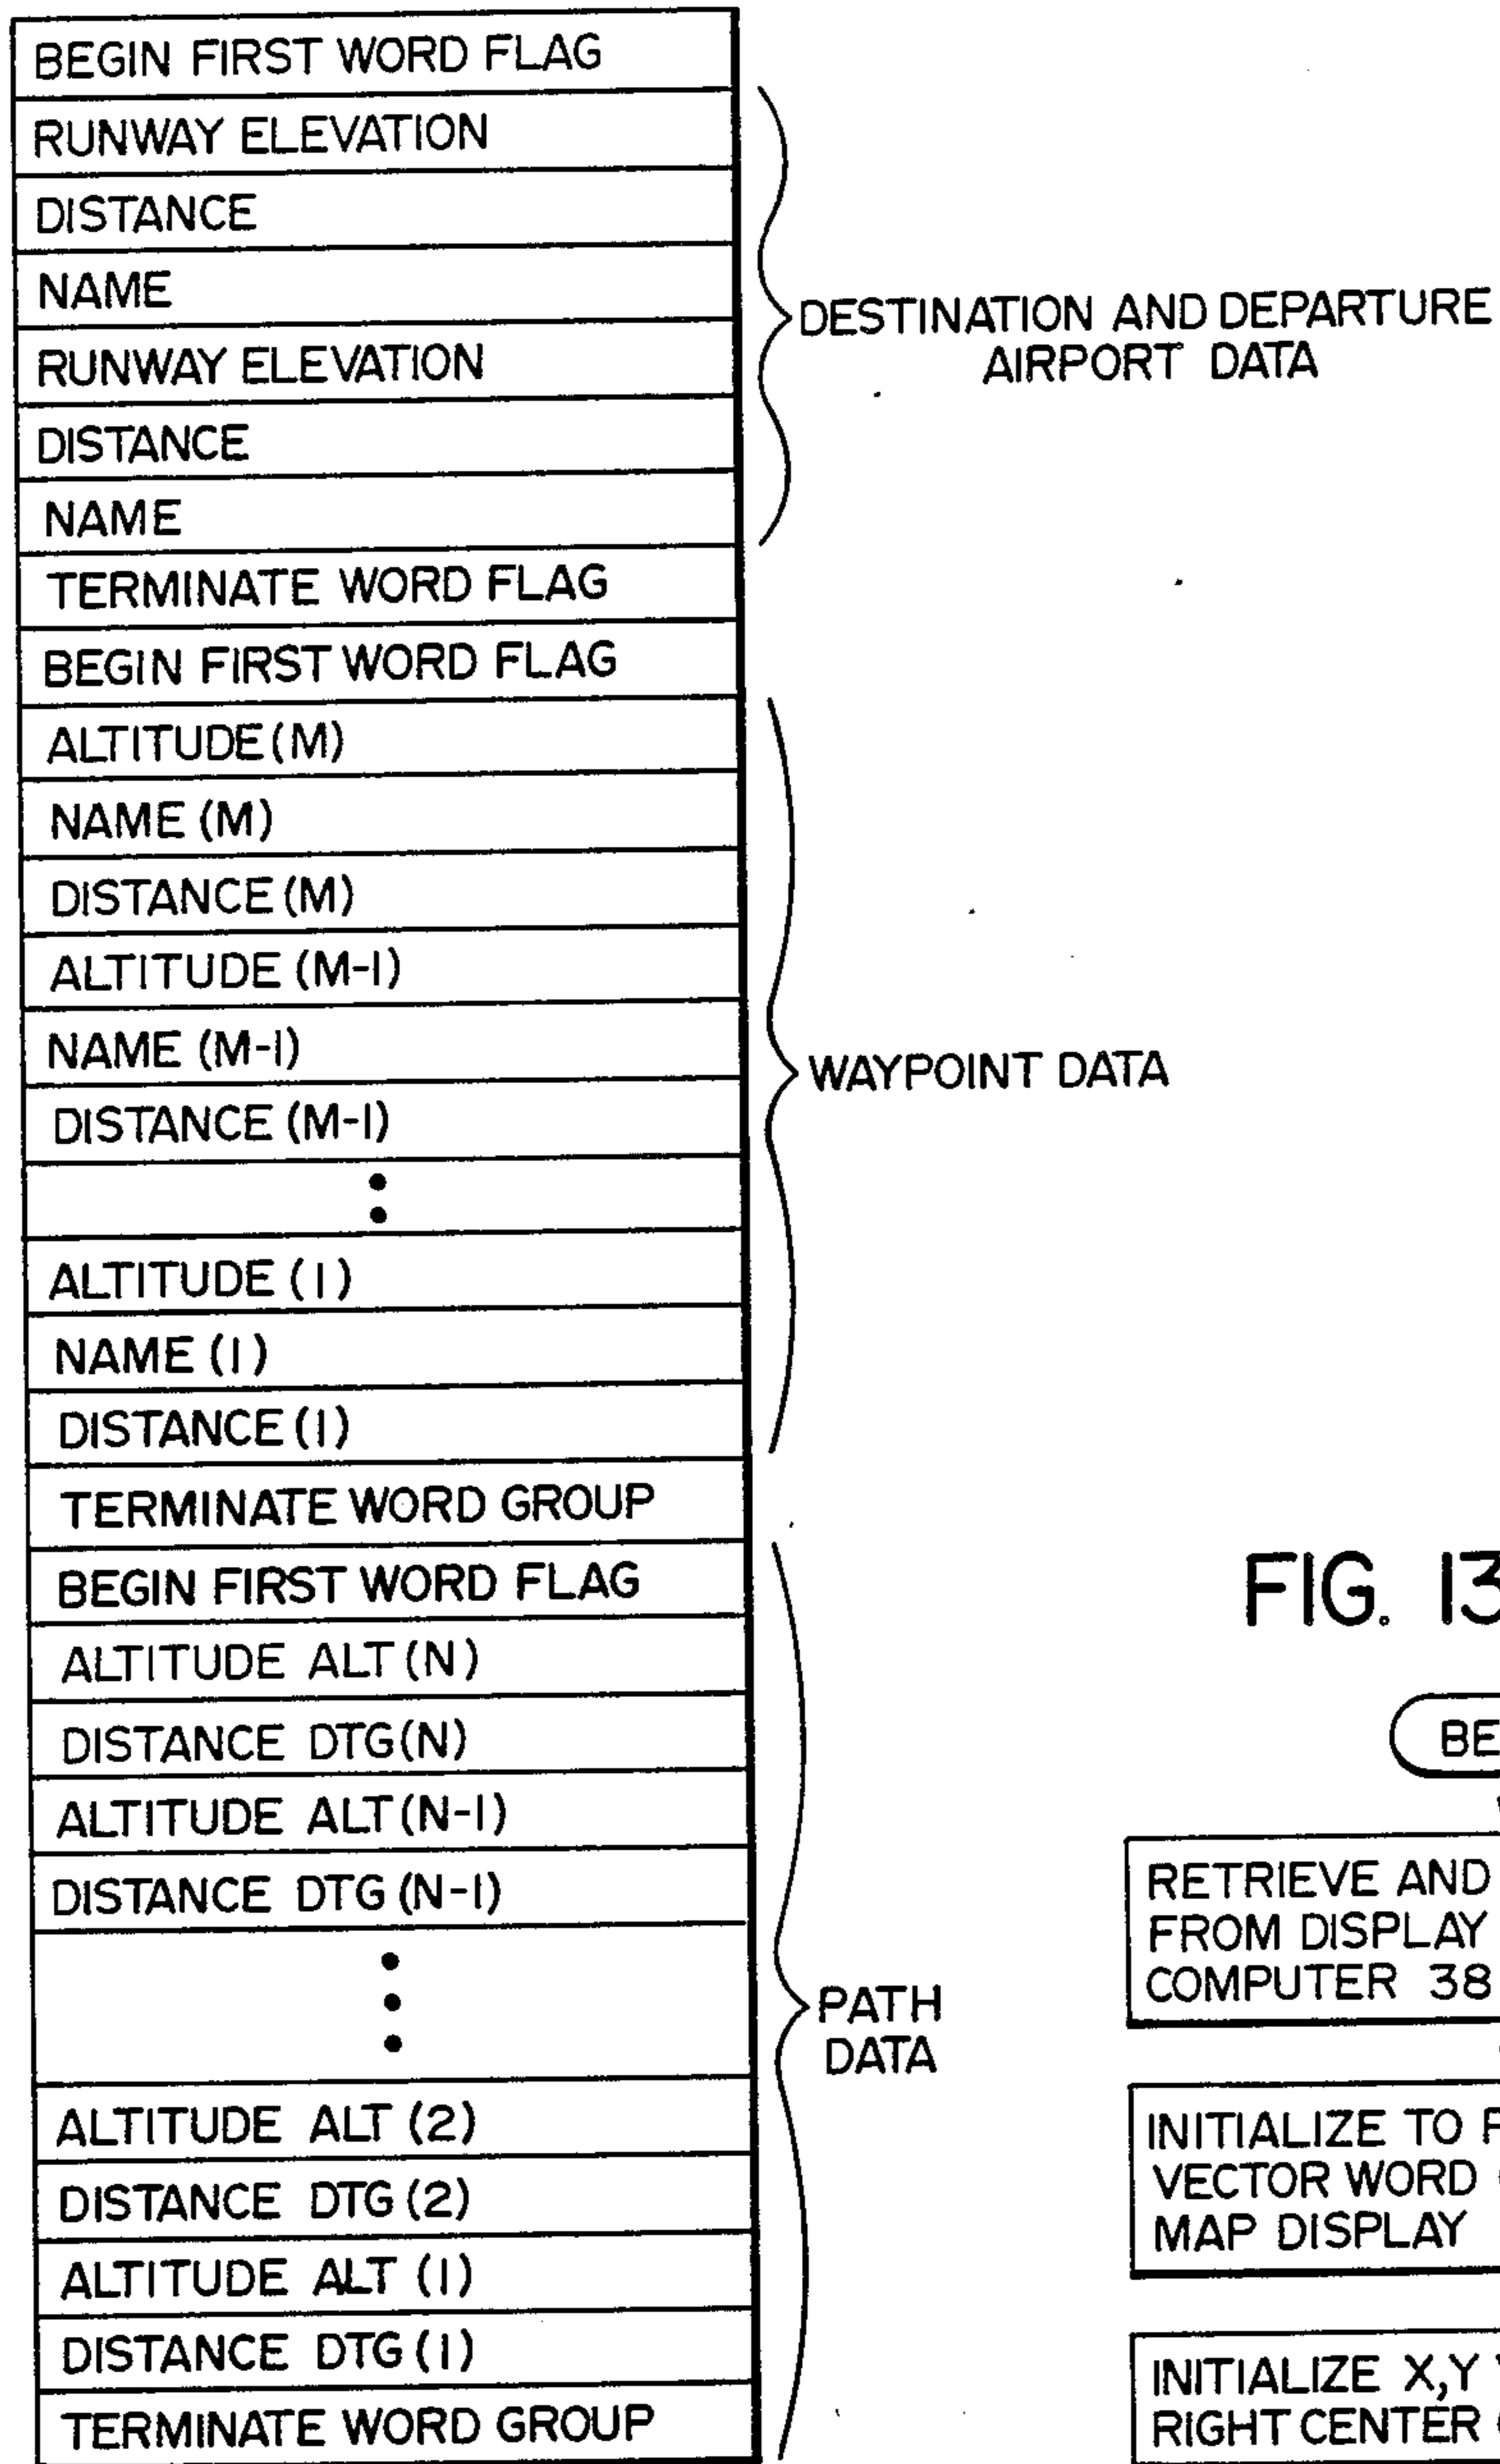 BEGIN FIRST WORD FLAG
RUNWAY ELEVATION
DISTANCE
NAME
RUNWAY ELEVATION
DISTANCE
NAME
DESTINATION AND DEPARTURE
AIRPORT DATA
TERMINATE WORD FLAG
BEGIN FIRST WORD FLAG
ALTITUDE (M)
NAME (M)
DISTANCE (M)
ALTITUDE (M-1)
NAME (M-1)
DISTANCE (M-1)
ALTITUDE (1)
NAME (1)
DISTANCE (1)
WAYPOINT DATA
TERMINATE WORD GROUP
BEGIN FIRST WORD FLAG
ALTITUDE ALT (N)
DISTANCE DTG (N)
ALTITUDE ALT (N-1)
DISTANCE DTG (N-1)
ALTITUDE ALT (2)
DISTANCE DTG (2)
ALTITUDE ALT (1)
DISTANCE DTG (1)
TERMINATE WORD GROUP
PATH
DATA
FIG. 13
BE
RETRIEVE AND
FROM DISPLAY
COMPUTER 38
INITIALIZE TO
VECTOR WORD
MAP DISPLAY
INITIALIZE X,Y
RIGHT CENTER